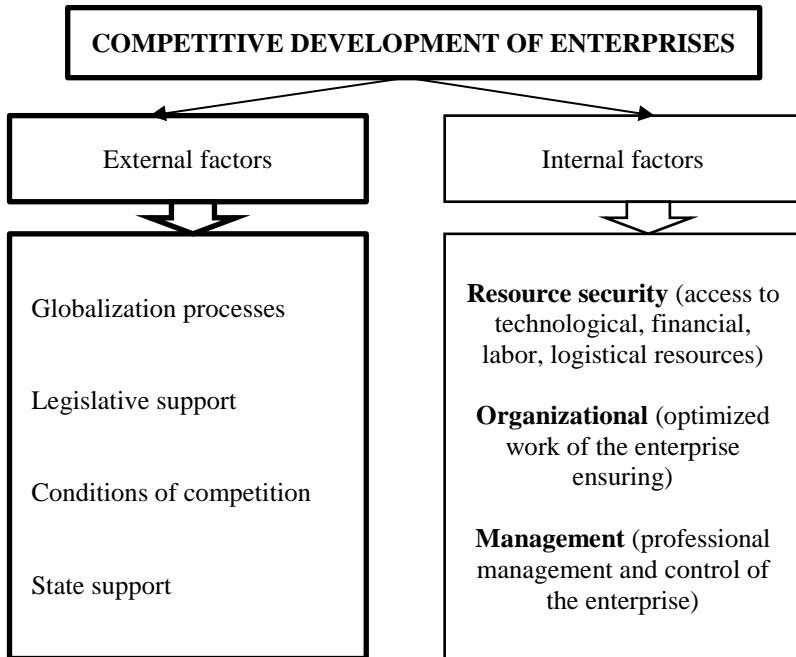 COMPETITIVE DEVELOPMENT OF ENTERPRISES
External factors
Globalization processes
Legislative support
Conditions of competition
State support
Internal factors
Resource security (access to
technological, financial,
labor, logistical resources)
Organizational (optimized
work of the enterprise
ensuring)
Management (professional
management and control of
the enterprise)